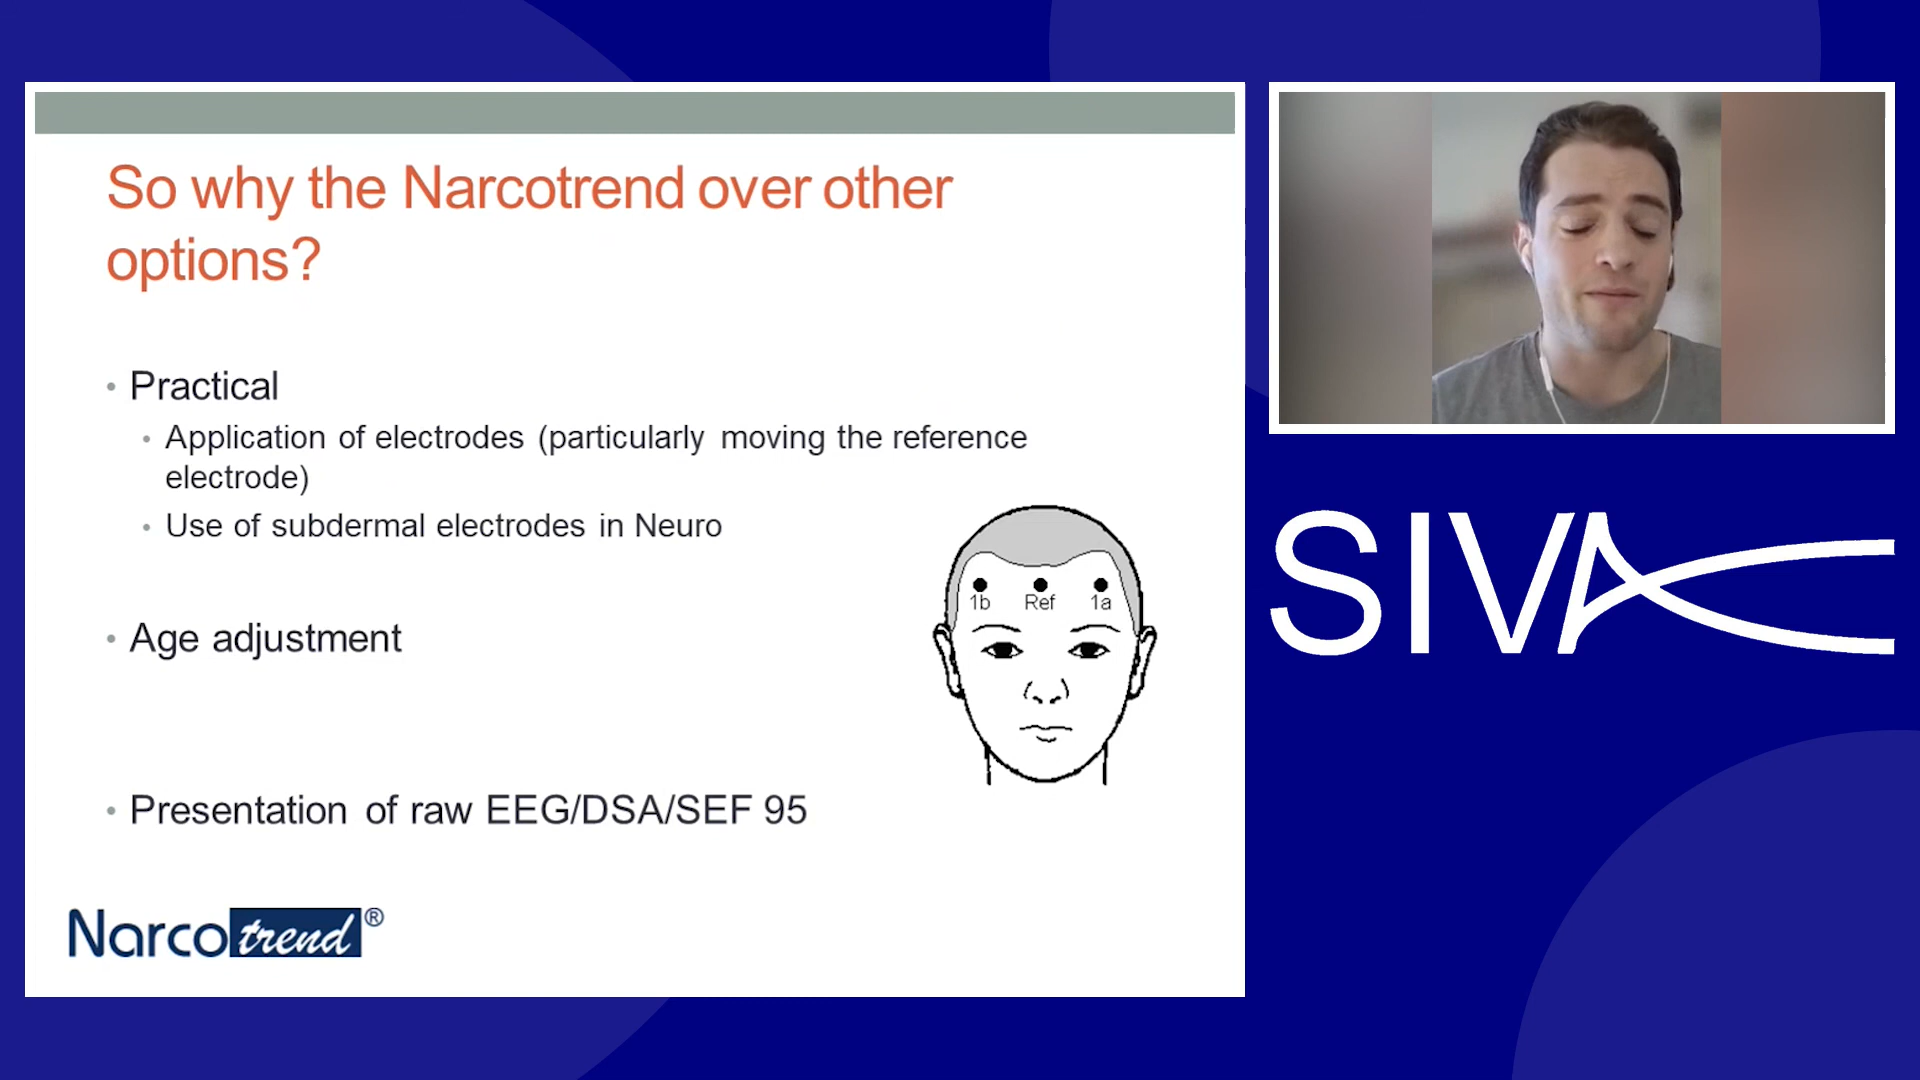 So why the Narcotrend over other
options?
• Practical
• Application of electrodes (particularly moving the reference
electrode)
• Use of subdermal electrodes in Neuro
1b Ref 1a
• Age adjustment
• Presentation of raw EEG/DSA/SEF 95
Narcotrend®
SIVA